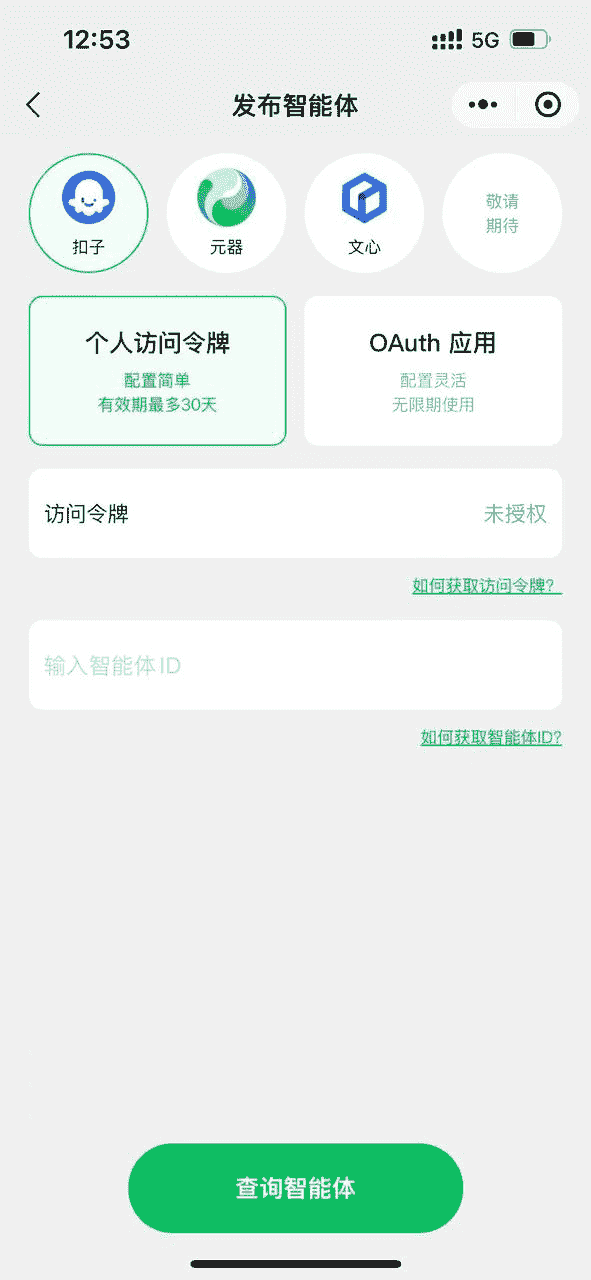 12:53
5G
发布智能体
扣子
元器
文心
敬请
期待
个人访问令牌
配置简单
有效期最多30天
OAuth 应用
配置灵活
无限期使用
访问令牌
未授权
如何获取访问令牌?
输入智能体ID
如何获取智能体ID?
查询智能体